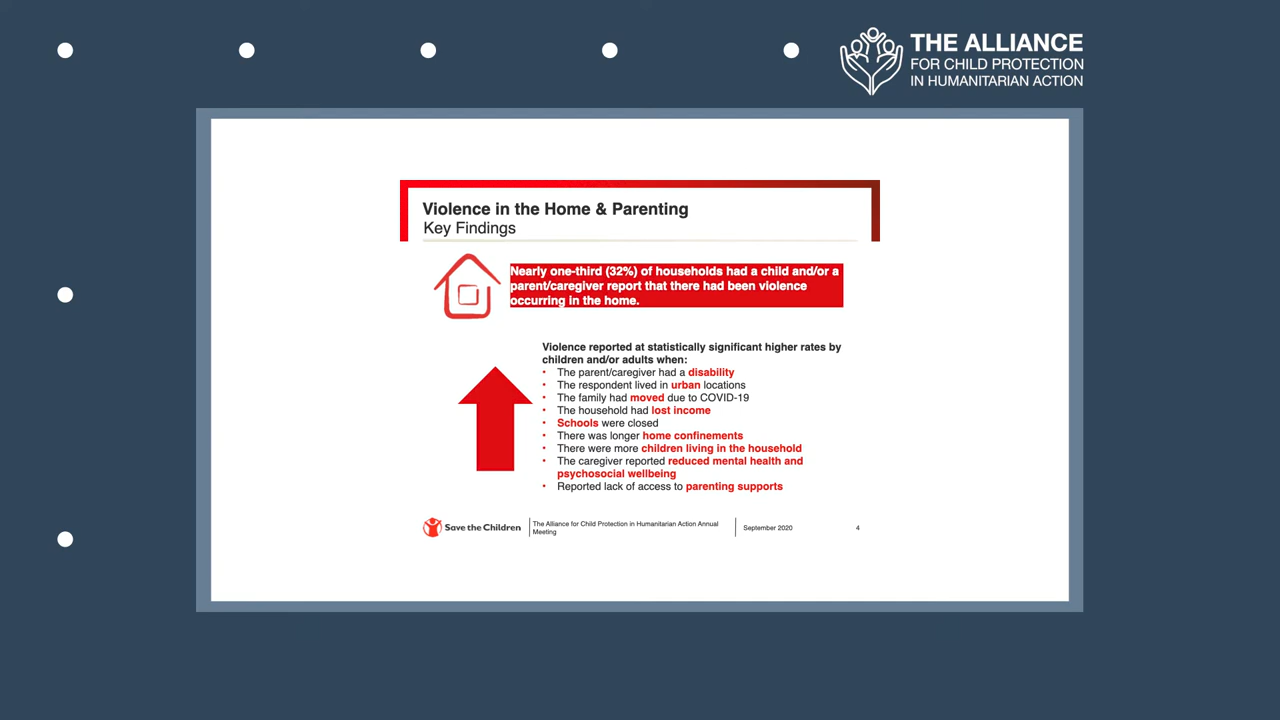 THE ALLIANCE
FOR CHILD PROTECTION
IN HUMANITARIAN ACTION
Violence in the Home & Parenting
Key Findings
Nearly one-third (32%) of households had a child and/or a
parent/caregiver report that there had been violence
occurring in the home.
Violence reported at statistically significant higher rates by
children and/or adults when:
• The parent/caregiver had a disability
• The respondent lived in urban locations
• The family had moved due to COVID-19
• The household had lost income
• Schools were closed
• There was longer home confinements
• There were more children living in the household
• The caregiver reported reduced mental health and
psychosocial wellbeing
• Reported lack of access to parenting supports
Save the Children
The Alliance for Child Protection in Humanitarian Action Annual
Meeting
September 2020
4